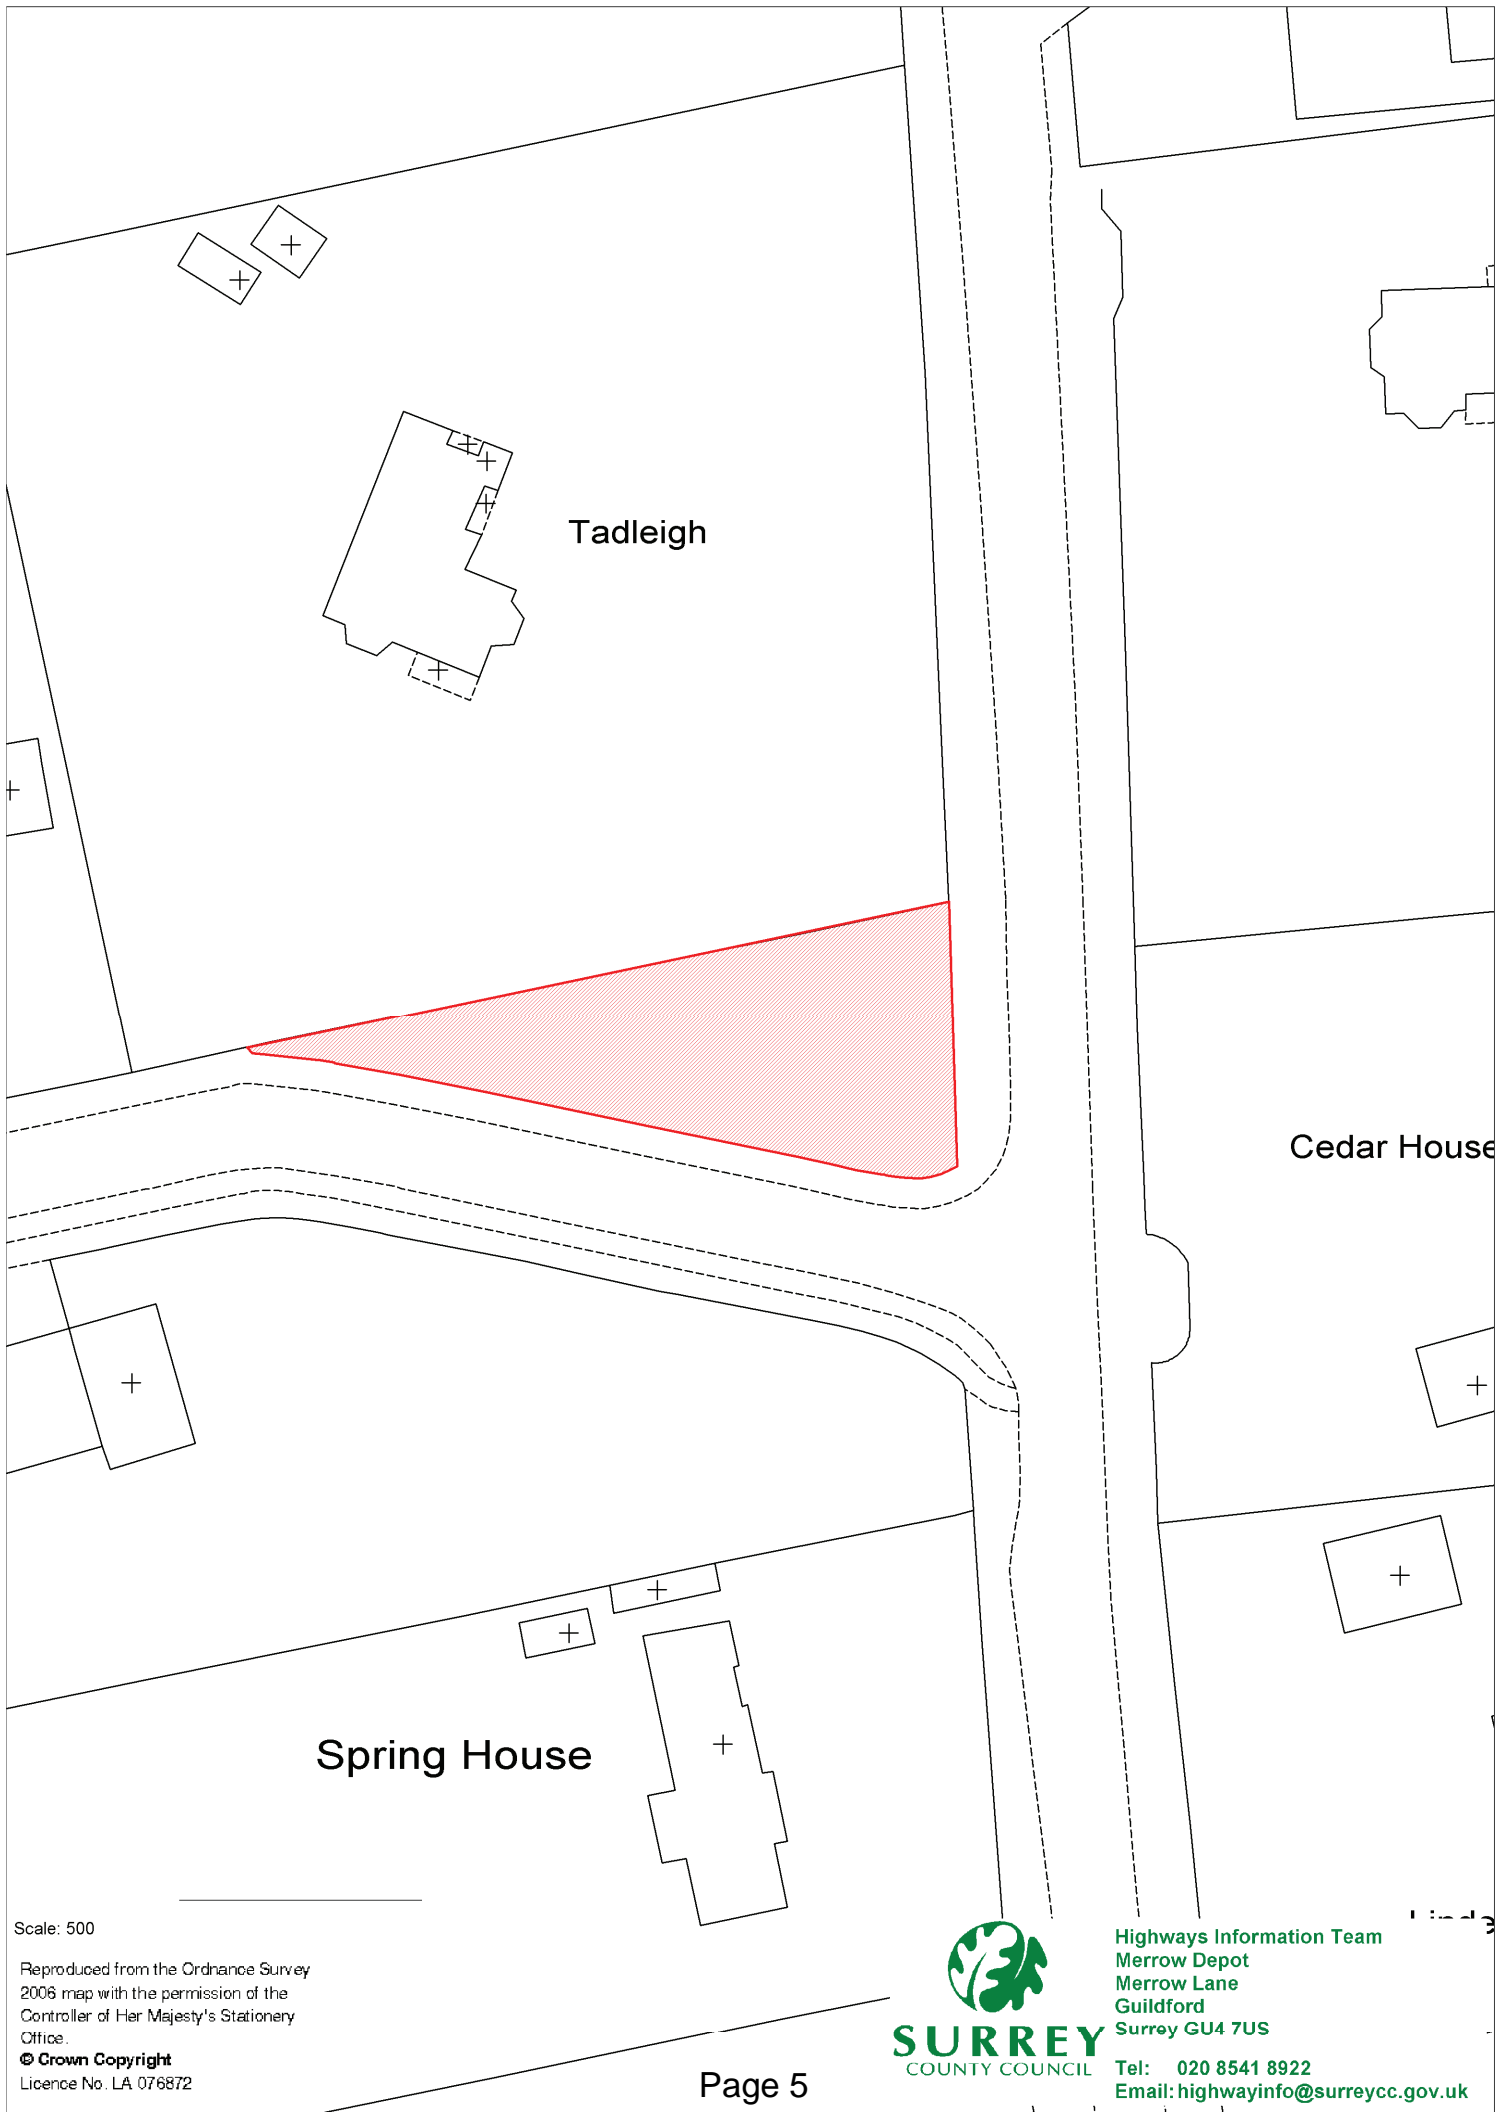 Tadleigh
Cedar House
Spring House
Scale: 500
Reproduced from the Ordnance Survey
2006 map with the permission of the
Controller of Her Majesty's Stationery
Office.
© Crown Copyright
Licence No. LA 076872
Page 5
SURREY
COUNTY COUNCIL
Highways Information Team
Merrow Depot
Merrow Lane
Guildford
Surrey GU4 7US
Tel: 020 8541 8922
Email: highwayinfo@surreycc.gov.uk